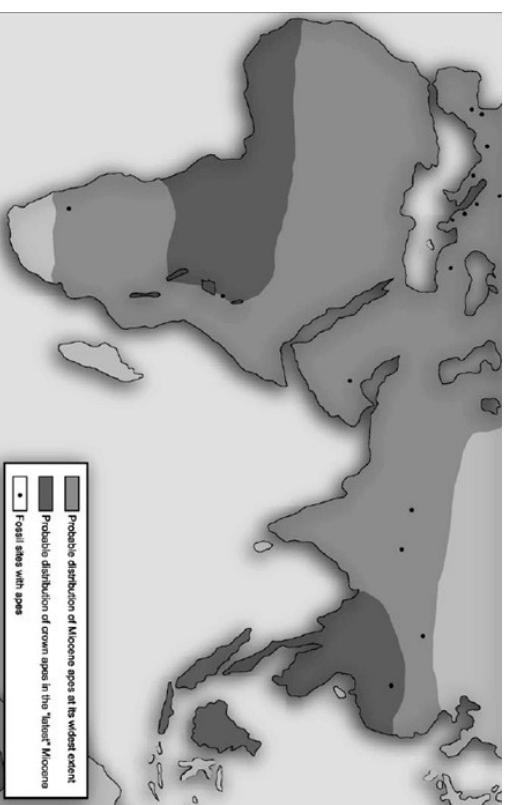 Probable distribution of Miocene apes at its widest extent
Probable distribution of crown apes in the "latest" Miocene
Fossil sites with apes